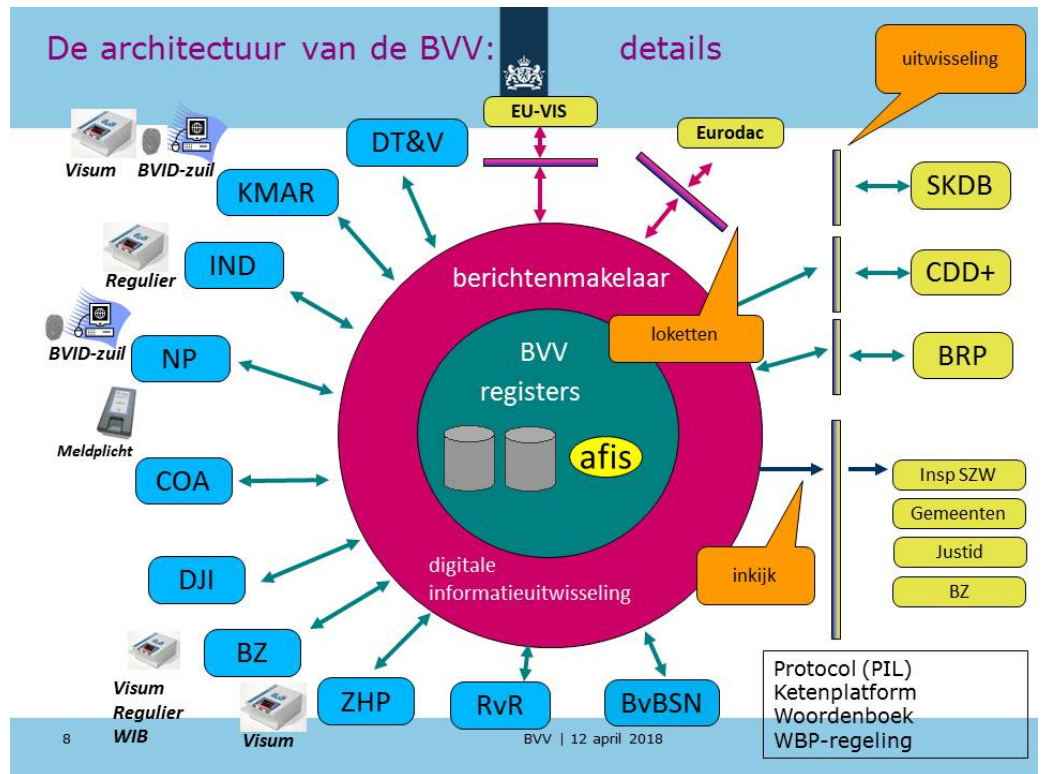 De architectuur van de BVV: details
uitwisseling
EU-VIS
Eurodac
DT&V
Visum
BVID-zuil
KMAR
SKDB
Regulier
IND
berichtenmakelaar
CDD+
BVID-zuil
NP
BVV
registers
loketten
BRP
Meldplicht
afis
COA
Insp SZW
Gemeenten
Justid
BZ
inkijk
digitale
informatieuitwisseling
DJI
BZ
Visum
Regulier
WIB
Visum
ZHP
RvR
BvBSN
Protocol (PIL)
Ketenplatform
Woordenboek
WBP-regeling
8
BVV | 12 april 2018